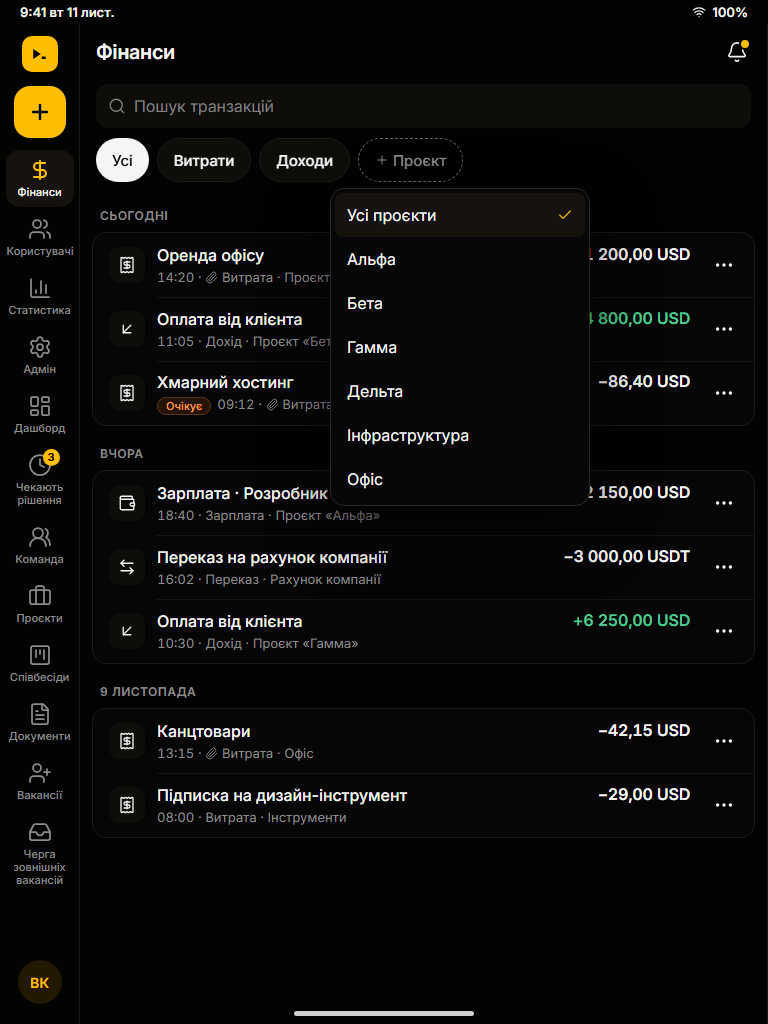 9:41 вт 11 лист.
100%
Фінанси
Пошук транзакцій
Усі
Витрати
Доходи
+ Проєкт
Усі проєкти
Альфа
Бета
Гамма
Дельта
Інфраструктура
Офіс
СЬОГОДНІ
Оренда офісу
200,00 USD
14:20 · Витрата · Проєкт
Оплата від клієнта
800,00 USD
11:05 · Дохід · Проєкт «Бет
Хмарний хостинг
−86,40 USD
Очікує 09:12 · Витрата
ВЧОРА
Зарплата · Розробник
150,00 USD
18:40 · Зарплата · Проєкт «Альфа»
Переказ на рахунок компанії
−3 000,00 USDT
16:02 · Переказ · Рахунок компанії
Оплата від клієнта
+6 250,00 USD
10:30 · Дохід · Проєкт «Гамма»
9 ЛИСТОПАДА
Канцтовари
−42,15 USD
13:15 · Витрата · Офіс
Підписка на дизайн-інструмент
−29,00 USD
08:00 · Витрата · Інструменти
Фінанси
Користувачі
Статистика
Адмін
Дашборд
3
Чекають
рішення
Команда
Проєкти
Співбесіди
Документи
Вакансії
Черга
зовнішніх
вакансій
ВК